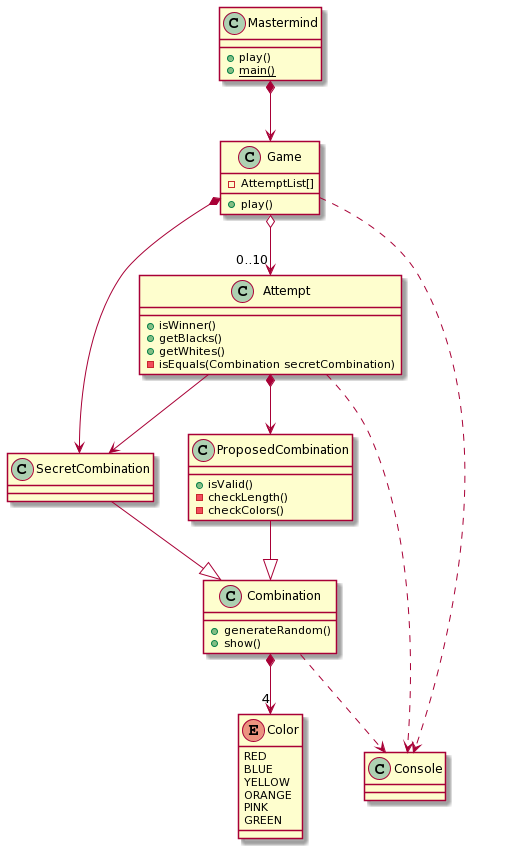 C Mastermind
play()
main()
C Game
AttemptList[]
play()
0..10
C Attempt
isWinner()
getBlacks()
getWhites()
isEquals(Combination secretCombination)
C SecretCombination
C ProposedCombination
isValid()
checkLength()
checkColors()
C Combination
generateRandom()
show()
4
E Color
RED
BLUE
YELLOW
ORANGE
PINK
GREEN
C Console